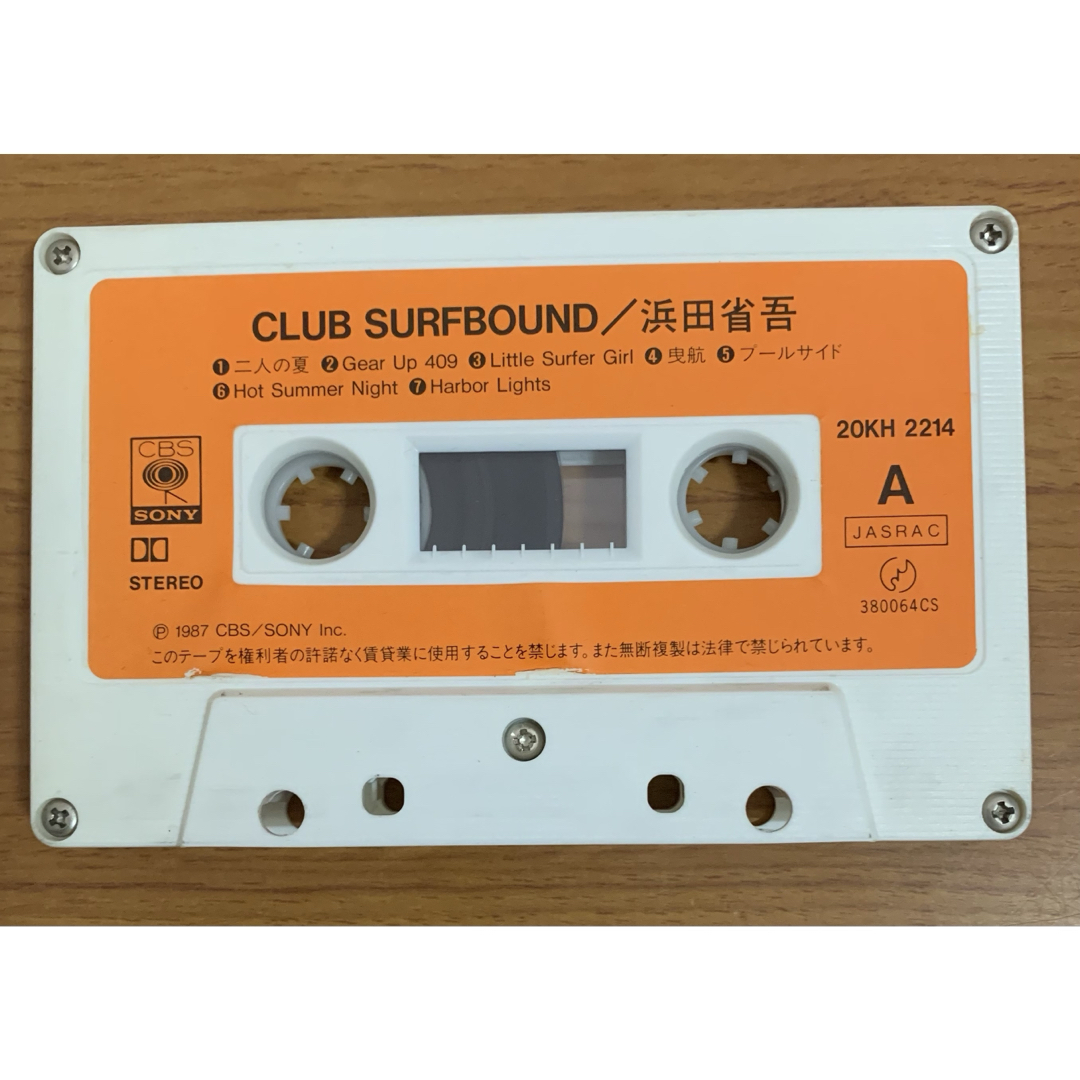 CLUB SURFBOUND／浜田省吾
❶二人の夏 ❷Gear Up 409 ❸Little Surfer Girl ❹曳航 ❺プールサイド
❻Hot Summer Night ❼Harbor Lights
20KH 2214
CBS
SONY
A
JASRAC
STEREO
380064CS
Ⓟ 1987 CBS／SONY Inc.
このテープを権利者の許諾なく賃貸業に使用することを禁じます。また無断複製は法律で禁じられています。